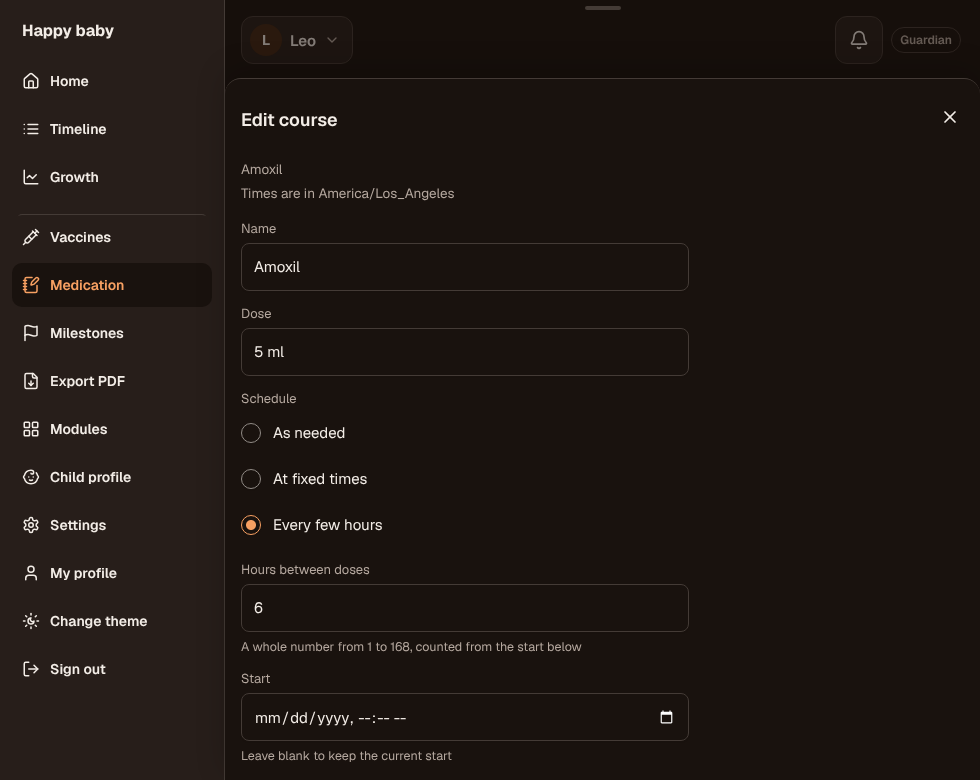 Happy baby
Home
Timeline
Growth
Vaccines
Medication
Milestones
Export PDF
Modules
Child profile
Settings
My profile
Change theme
Sign out
L
Leo
Guardian
Edit course
Amoxil
Times are in America/Los_Angeles
Name
Amoxil
Dose
5 ml
Schedule
As needed
At fixed times
Every few hours
Hours between doses
6
A whole number from 1 to 168, counted from the start below
Start
mm/dd/yyyy, --:-- --
Leave blank to keep the current start